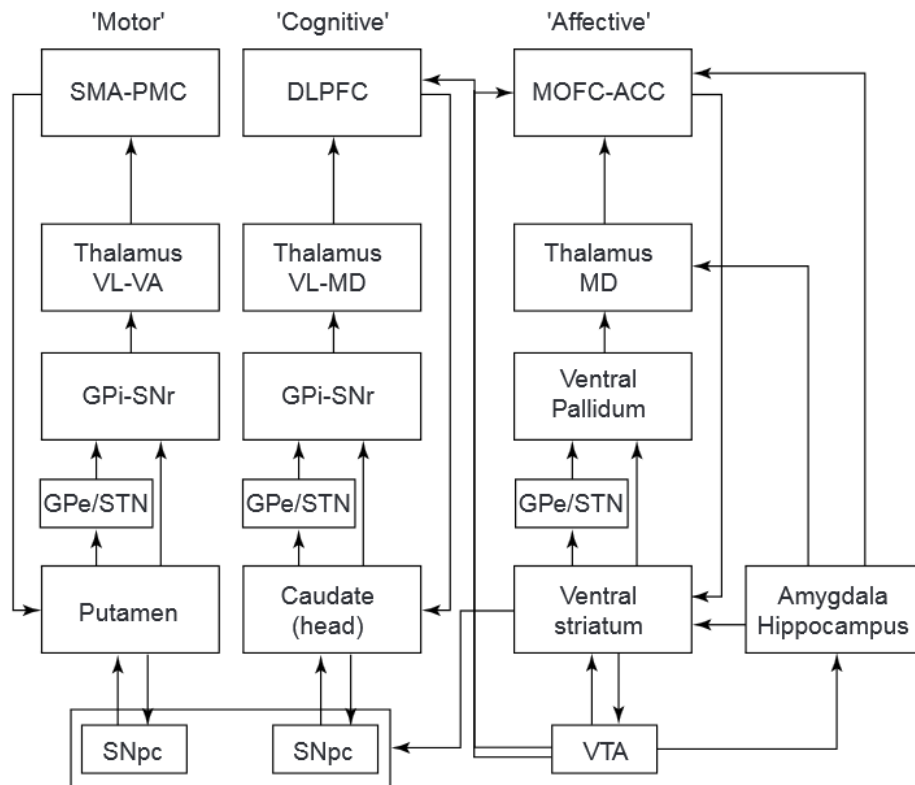 'Motor'
'Cognitive'
'Affective'
SMA-PMC
DLPFC
MOFC-ACC
Thalamus
VL-VA
Thalamus
VL-MD
Thalamus
MD
GPi-SNr
GPi-SNr
Ventral
Pallidum
GPe/STN
GPe/STN
GPe/STN
Putamen
Caudate
(head)
Ventral
striatum
Amygdala
Hippocampus
SNpc
SNpc
VTA